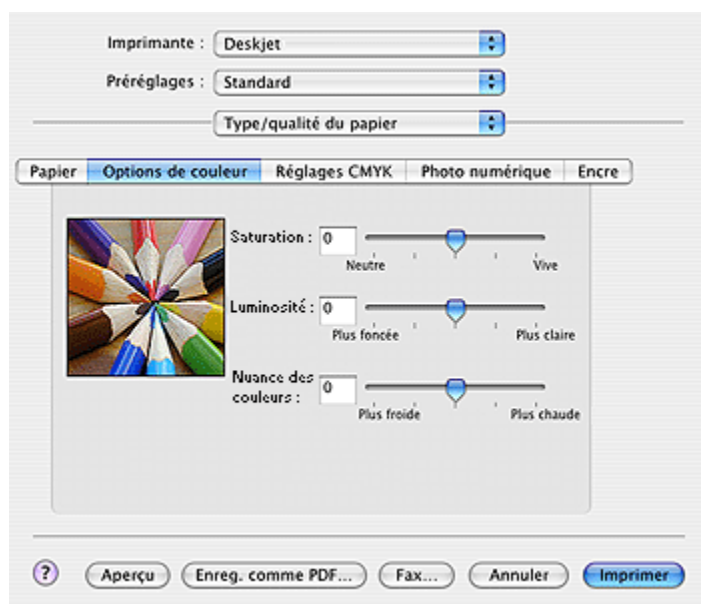 Imprimante : Deskjet
Préréglages : Standard
Type/qualité du papier
Papier Options de couleur Réglages CMYK Photo numérique Encre
Saturation : 0
Neutre Vive
Luminosité : 0
Plus foncée Plus claire
Nuance des
couleurs : 0
Plus froide Plus chaude
? Aperçu Enreg. comme PDF... Fax... Annuler Imprimer